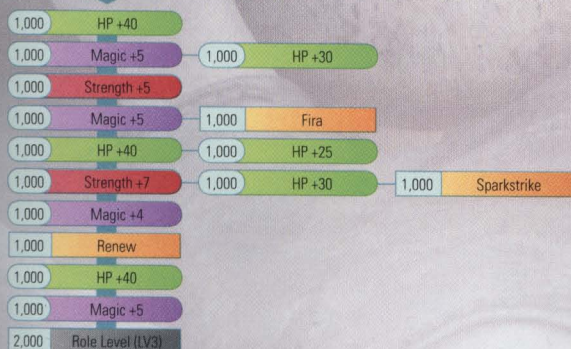 1,000 HP +40
1,000 Magic +5 1,000 HP +30
1,000 Strength +5
1,000 Magic +5 1,000 Fira
1,000 HP +40 1,000 HP +25
1,000 Strength +7 1,000 HP +30 1,000 Sparkstrike
1,000 Magic +4
1,000 Renew
1,000 HP +40
1,000 Magic +5
2,000 Role Level (LV3)